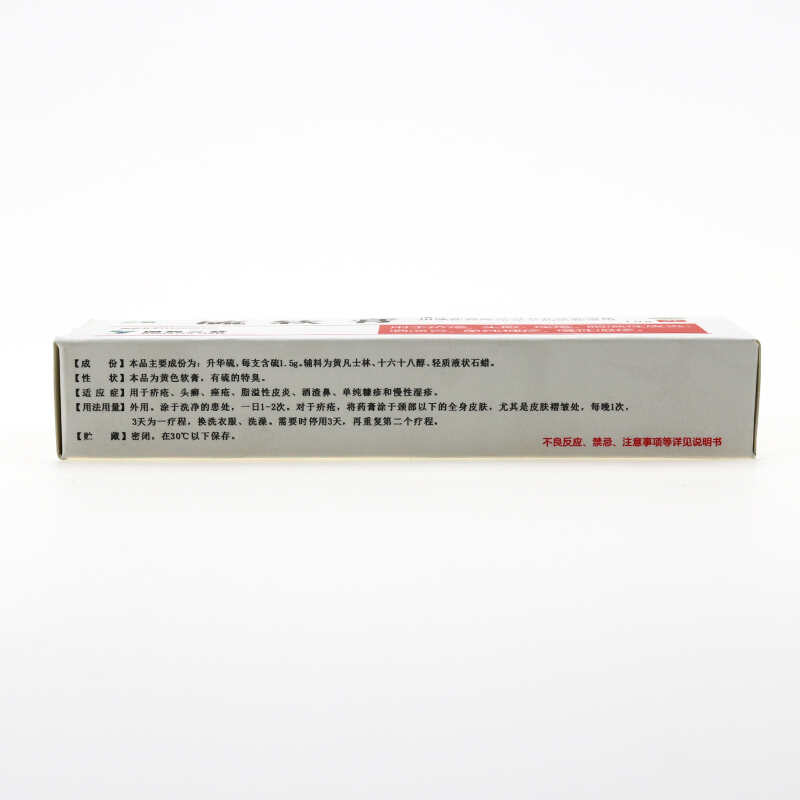 硫软膏
【成　份】本品主要成份为：升华硫，每支含硫1.5g。辅料为黄凡士林、十六十八醇、轻质液状石蜡。
【性　状】本品为黄色软膏，有硫的特臭。
【适应症】用于疥疮、头癣、痤疮、脂溢性皮炎、酒渣鼻、单纯糠疹和慢性湿疹。
【用法用量】外用。涂于洗净的患处，一日1-2次。对于疥疮，将药膏涂于颈部以下的全身皮肤，尤其是皮肤褶皱处，每晚1次，
3天为一疗程，换洗衣服、洗澡。需要时停用3天，再重复第二个疗程。
【贮　藏】密闭，在30℃以下保存。
不良反应、禁忌、注意事项等详见说明书